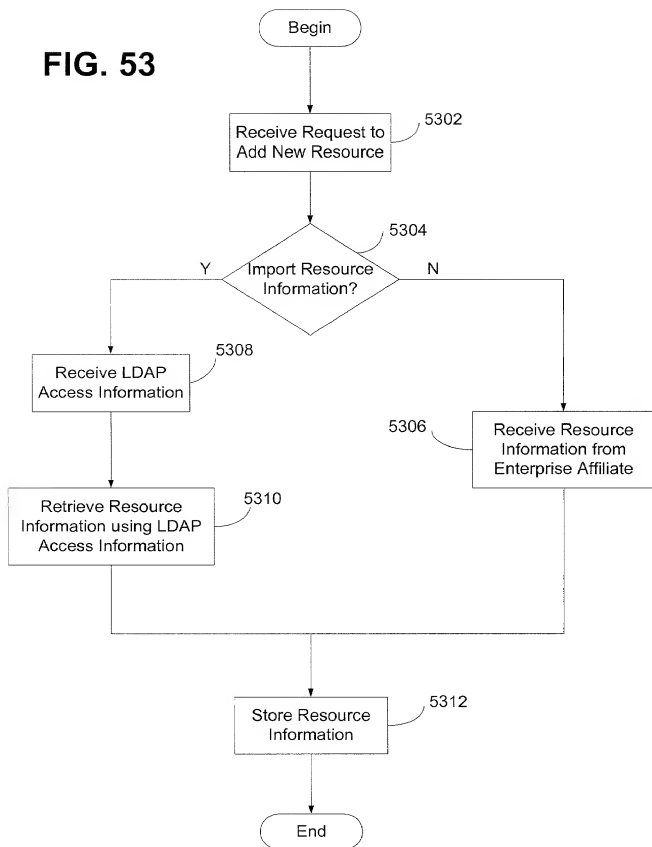 Begin
FIG. 53
5302
Receive Request to
Add New Resource
5304
Y
Import Resource
Information?
N
5308
Receive LDAP
Access Information
5306
Receive Resource
Information from
Enterprise Affiliate
5310
Retrieve Resource
Information using LDAP
Access Information
5312
Store Resource
Information
End